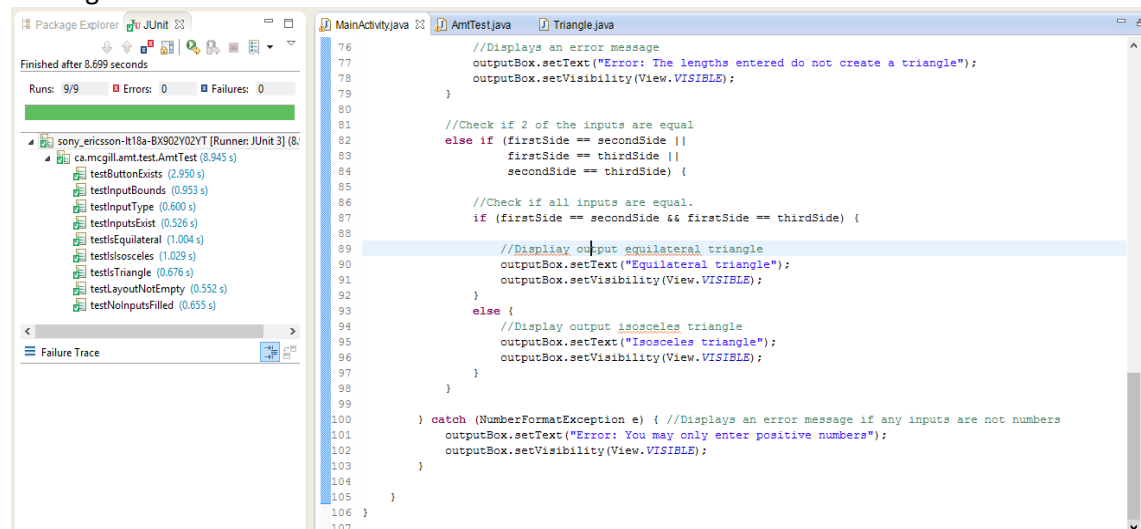 Package Explorer JUnit
Finished after 8.699 seconds
Runs: 9/9 Errors: 0 Failures: 0
sony_ericsson-lt18a-BX902Y02YT [Runner: JUnit 3] (8.
ca.mcgill.amt.test.AmtTest (8.945 s)
testButtonExists (2.950 s)
testInputBounds (0.953 s)
testInputType (0.600 s)
testInputsExist (0.526 s)
testIsEquilateral (1.004 s)
testIsIsosceles (1.029 s)
testIsTriangle (0.676 s)
testLayoutNotEmpty (0.552 s)
testNoInputsFilled (0.655 s)
Failure Trace
MainActivity.java AmtTest.java Triangle.java
76 //Displays an error message
77 outputBox.setText("Error: The lengths entered do not create a triangle");
78 outputBox.setVisibility(View.VISIBLE);
79 }
80
81 //Check if 2 of the inputs are equal
82 else if (firstSide == secondSide ||
83 firstSide == thirdSide ||
84 secondSide == thirdSide) {
85
86 //Check if all inputs are equal.
87 if (firstSide == secondSide && firstSide == thirdSide) {
88
89 //Displiay output equilateral triangle
90 outputBox.setText("Equilateral triangle");
91 outputBox.setVisibility(View.VISIBLE);
92 }
93 else {
94 //Display output isosceles triangle
95 outputBox.setText("Isosceles triangle");
96 outputBox.setVisibility(View.VISIBLE);
97 }
98 }
99
100 } catch (NumberFormatException e) { //Displays an error message if any inputs are not numbers
101 outputBox.setText("Error: You may only enter positive numbers");
102 outputBox.setVisibility(View.VISIBLE);
103 }
104
105 }
106 }
107